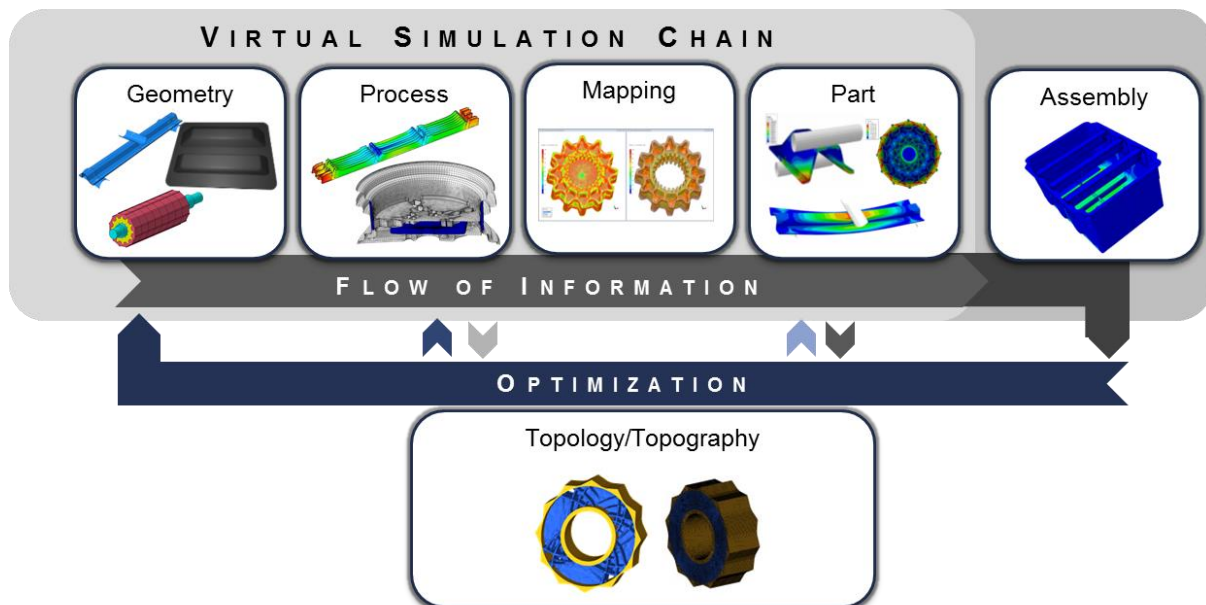 VIRTUAL SIMULATION CHAIN
Geometry
Process
Mapping
Part
Assembly
FLOW OF INFORMATION
OPTIMIZATION
Topology/Topography